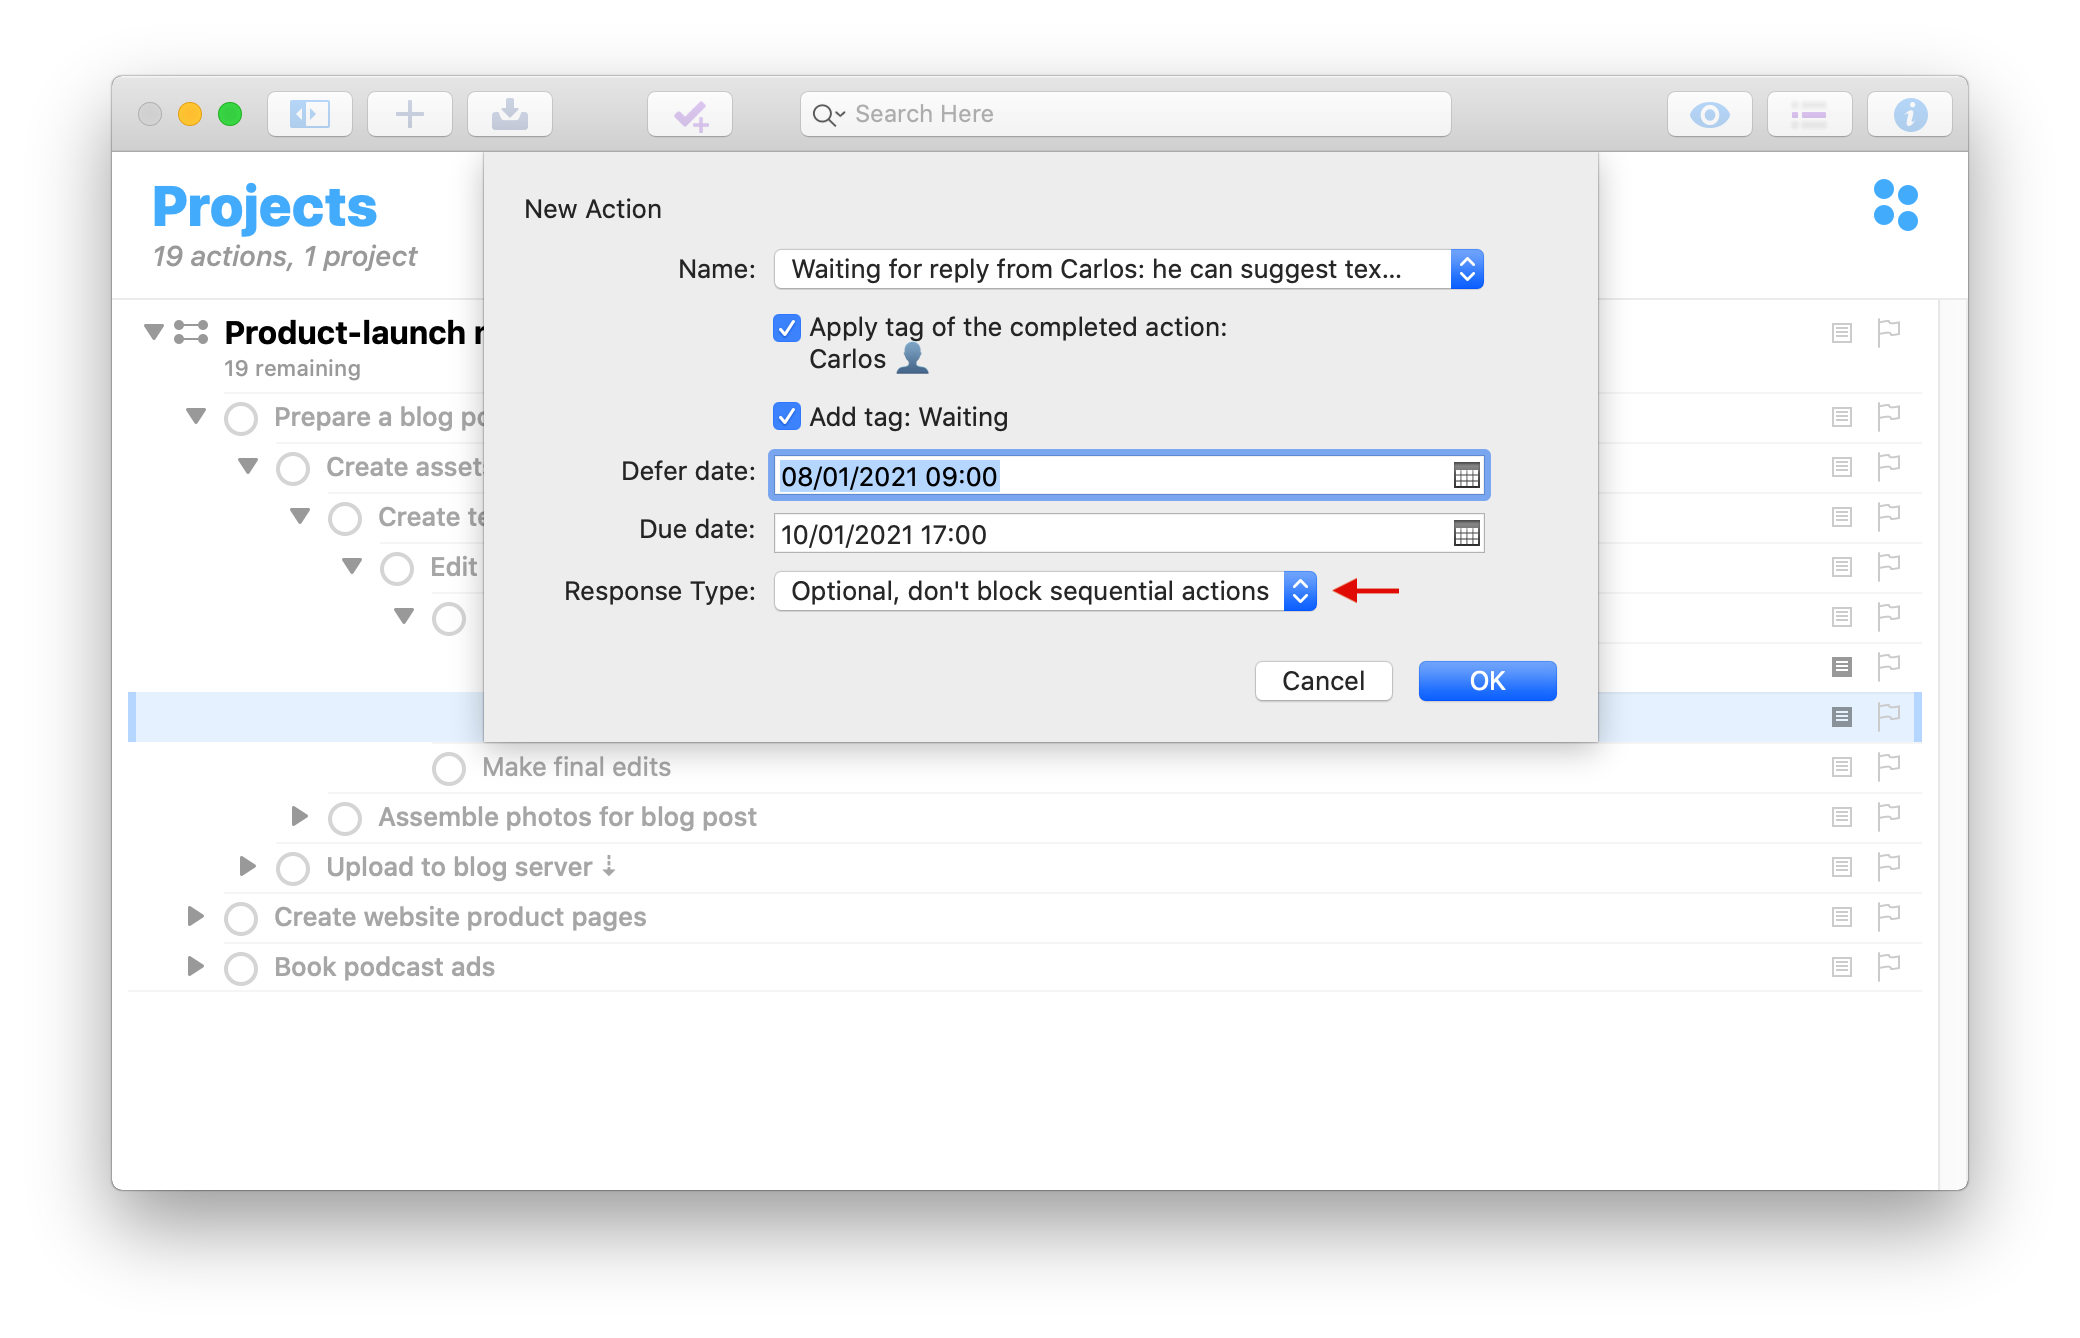 Search Here
Projects
19 actions, 1 project
New Action
Name: Waiting for reply from Carlos: he can suggest tex...
Apply tag of the completed action:
Carlos 👤
Add tag: Waiting
Defer date: 08/01/2021 09:00
Due date: 10/01/2021 17:00
Response Type: Optional, don't block sequential actions
Cancel OK
Product-launch
19 remaining
Prepare a blog
Create
Create
Edit
Make final edits
Assemble photos for blog post
Upload to blog server ⇣
Create website product pages
Book podcast ads